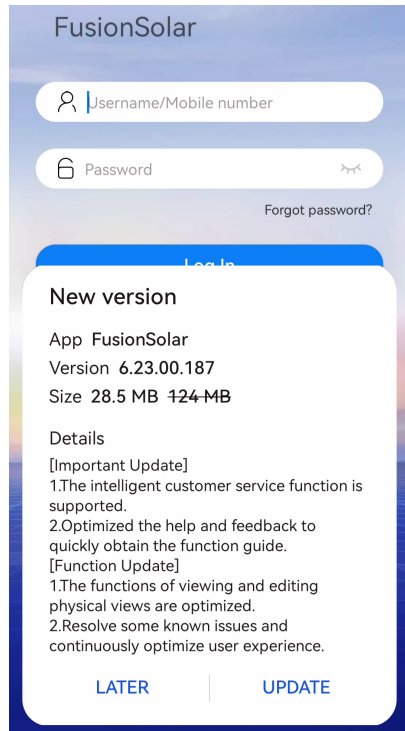 FusionSolar
Username/Mobile number
Password
Forgot password?
Log In
New version
App FusionSolar
Version 6.23.00.187
Size 28.5 MB 124 MB
Details
[Important Update]
1.The intelligent customer service function is
supported.
2.Optimized the help and feedback to
quickly obtain the function guide.
[Function Update]
1.The functions of viewing and editing
physical views are optimized.
2.Resolve some known issues and
continuously optimize user experience.
LATER UPDATE